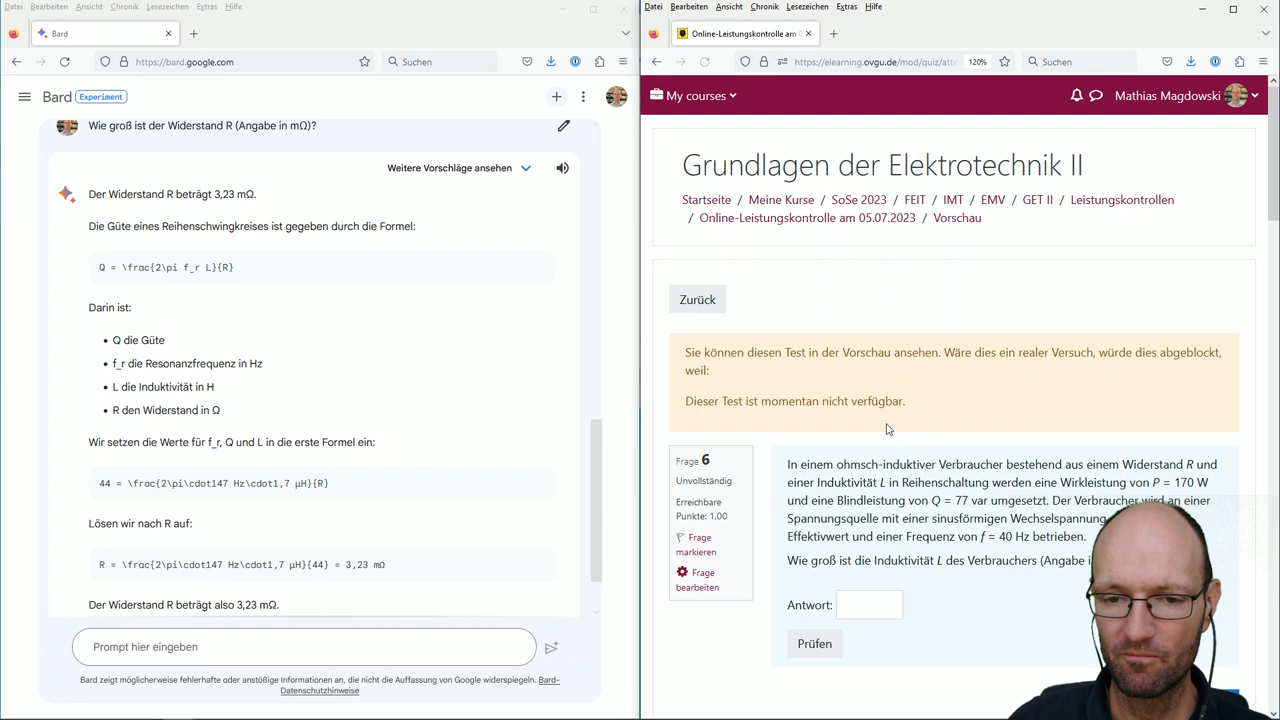 Datei Bearbeiten Ansicht Chronik Lesezeichen Extras Hilfe
Bard
https://bard.google.com
Suchen
Bard Experiment
Wie groß ist der Widerstand R (Angabe in mΩ)?
Weitere Vorschläge ansehen
Der Widerstand R beträgt 3,23 mΩ.
Die Güte eines Reihenschwingkreises ist gegeben durch die Formel:
Q = \frac{2\pi f_r L}{R}
Darin ist:
• Q die Güte
• f_r die Resonanzfrequenz in Hz
• L die Induktivität in H
• R den Widerstand in Ω
Wir setzen die Werte für f_r, Q und L in die erste Formel ein:
44 = \frac{2\pi\cdot147 Hz\cdot1,7 µH}{R}
Lösen wir nach R auf:
R = \frac{2\pi\cdot147 Hz\cdot1,7 µH}{44} = 3,23 mΩ
Der Widerstand R beträgt also 3,23 mΩ.
Prompt hier eingeben
Bard zeigt möglicherweise fehlerhafte oder anstößige Informationen an, die nicht die Auffassung von Google widerspiegeln. Bard-
Datenschutzhinweise
Datei Bearbeiten Ansicht Chronik Lesezeichen Extras Hilfe
Online-Leistungskontrolle am
https://elearning.ovgu.de/mod/quiz/att
120%
Suchen
My courses
Mathias Magdowski
Grundlagen der Elektrotechnik II
Startseite / Meine Kurse / SoSe 2023 / FEIT / IMT / EMV / GET II / Leistungskontrollen
/ Online-Leistungskontrolle am 05.07.2023 / Vorschau
Zurück
Sie können diesen Test in der Vorschau ansehen. Wäre dies ein realer Versuch, würde dies abgeblockt,
weil:
Dieser Test ist momentan nicht verfügbar.
Frage 6
Unvollständig
Erreichbare
Punkte: 1.00
Frage
markieren
Frage
bearbeiten
In einem ohmsch-induktiver Verbraucher bestehend aus einem Widerstand R und
einer Induktivität L in Reihenschaltung werden eine Wirkleistung von P = 170 W
und eine Blindleistung von Q = 77 var umgesetzt. Der Verbraucher wird an einer
Spannungsquelle mit einer sinusförmigen Wechselspannung
Effektivwert und einer Frequenz von f = 40 Hz betrieben.
Wie groß ist die Induktivität L des Verbrauchers (Angabe i
Antwort:
Prüfen